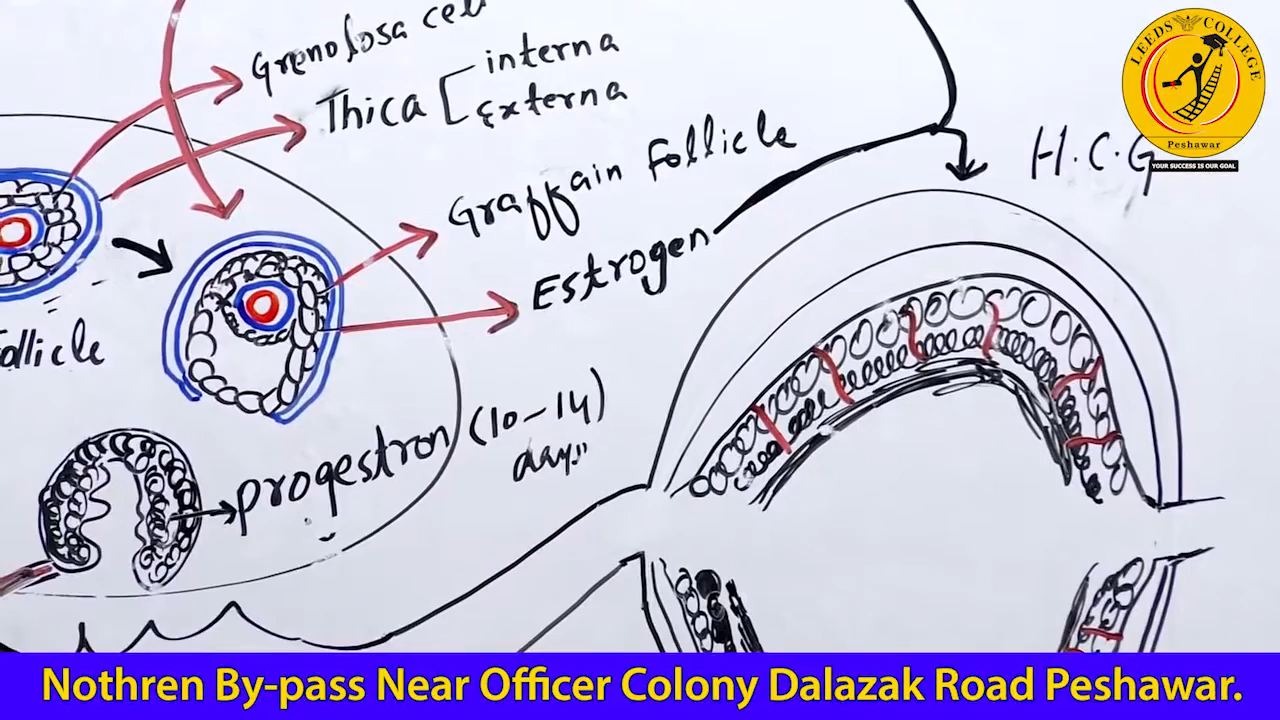 Grenolosa cell
Thica
interna
Externa
Graffain Follicle
Estrogen
H.C.G
ollicle
progestron (10-14)
days
LEEDS COLLEGE
Peshawar
YOUR SUCCESS IS OUR GOAL
Nothren By-pass Near Officer Colony Dalazak Road Peshawar.